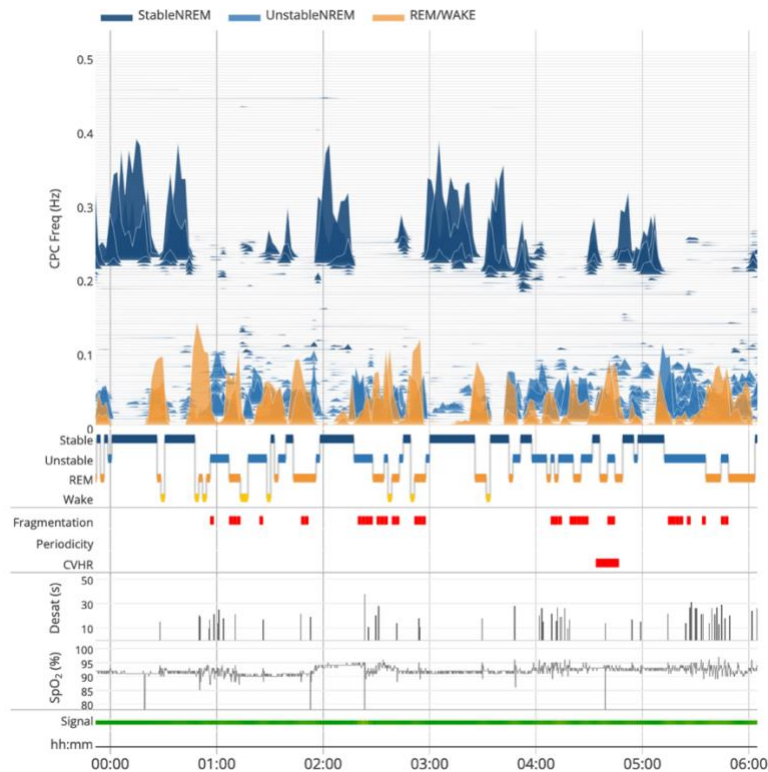 StableNREM UnstableNREM REM/WAKE
0.5
0.4
0.3
0.2
0.1
0
CPC Freq (Hz)
Stable
Unstable
REM
Wake
Fragmentation
Periodicity
CVHR
50
30
10
Desat (s)
100
95
90
85
80
SpO₂ (%)
Signal
hh:mm
00:00 01:00 02:00 03:00 04:00 05:00 06:00